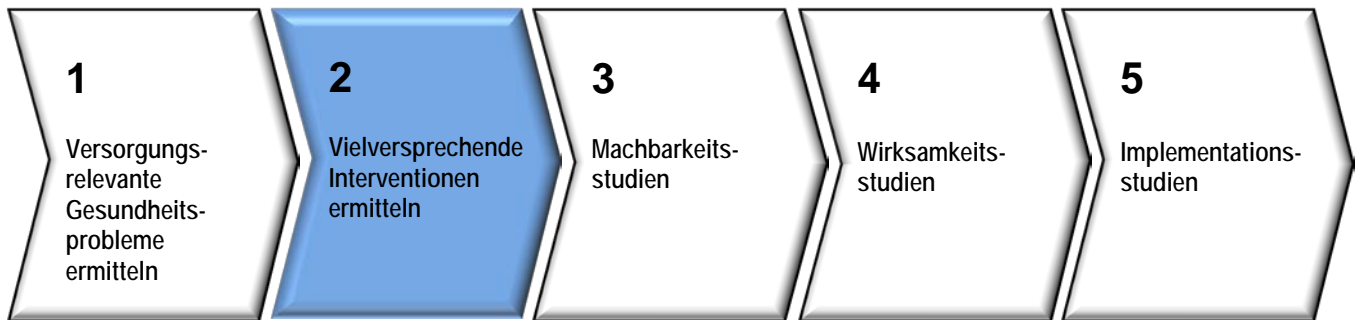 1
Versorgungs-
relevante
Gesundheits-
probleme
ermitteln
2
Vielversprechende
Interventionen
ermitteln
3
Machbarkeits-
studien
4
Wirksamkeits-
studien
5
Implementations-
studien